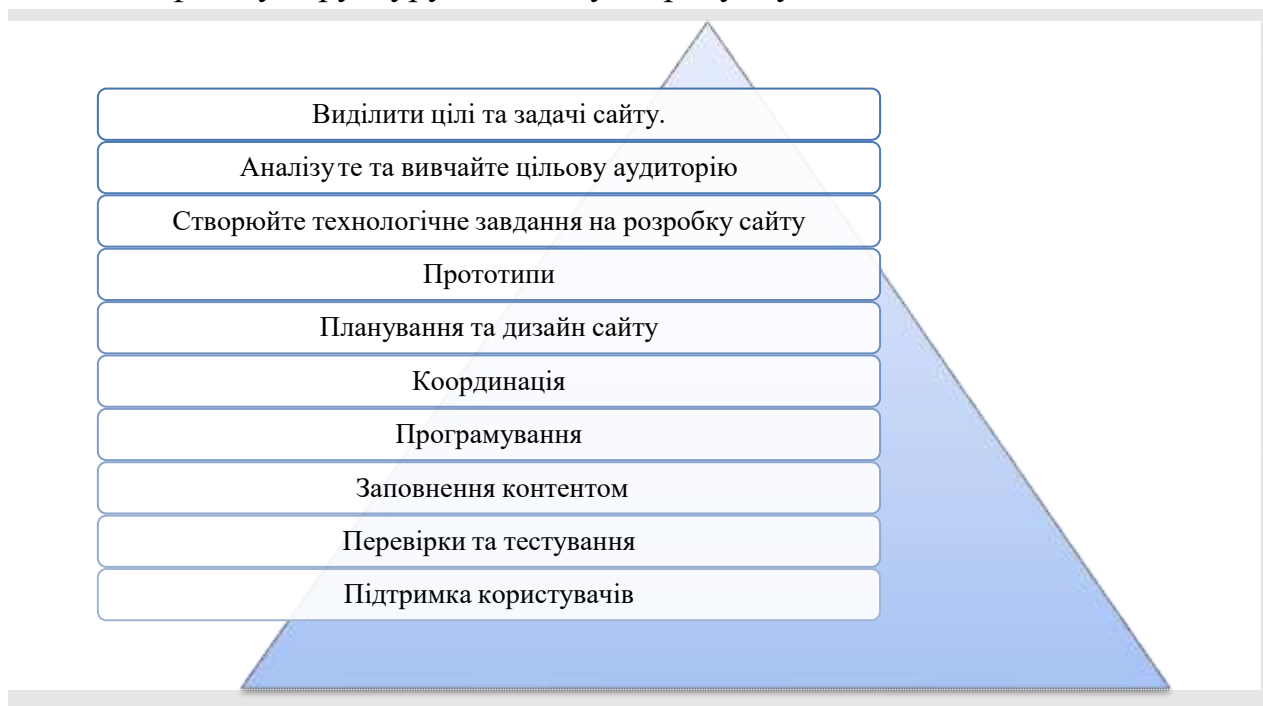 Виділити цілі та задачі сайту.
Аналізуте та вивчайте цільову аудиторію
Створюйте технологічне завдання на розробку сайту
Прототипи
Планування та дизайн сайту
Координація
Програмування
Заповнення контентом
Перевірки та тестування
Підтримка користувачів